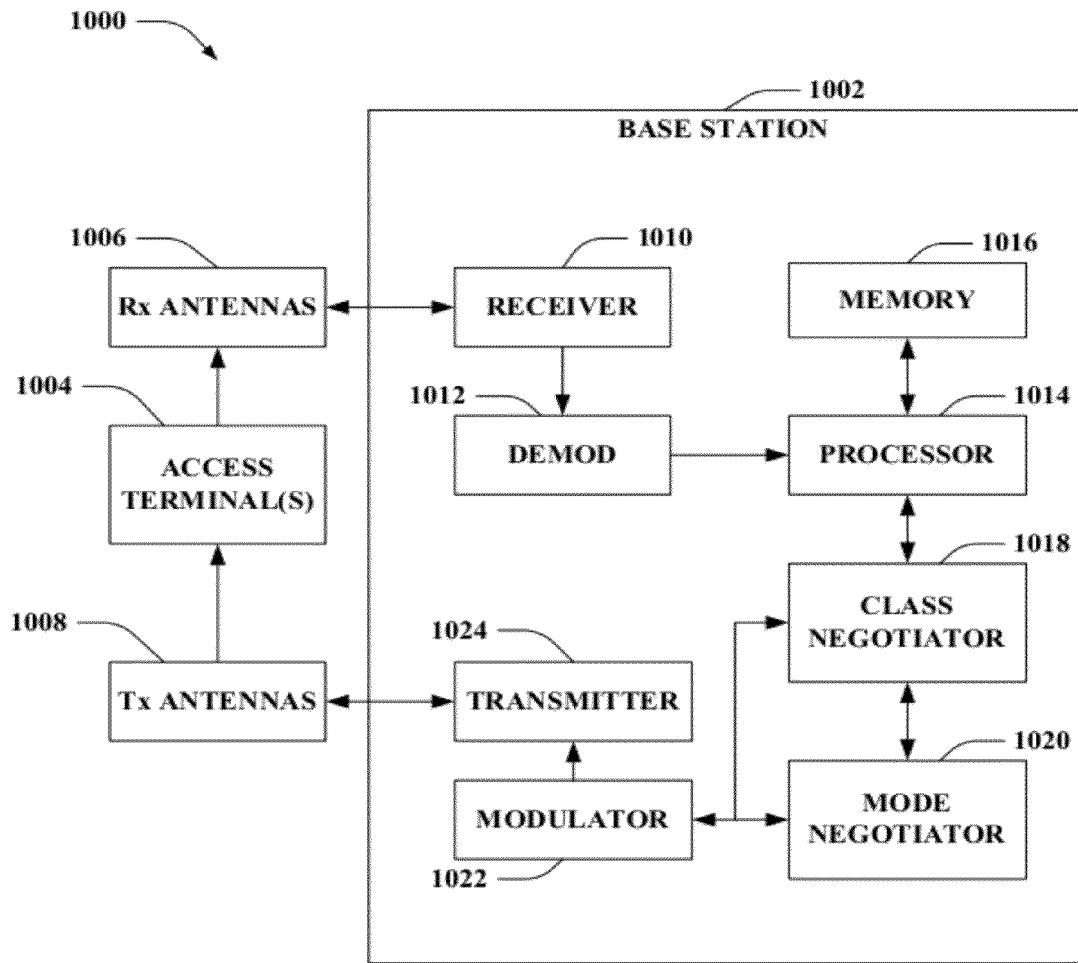 1000
1002
BASE STATION
1006
1010
1016
Rx ANTENNAS
RECEIVER
MEMORY
1004
1012
1014
ACCESS
TERMINAL(S)
DEMOD
PROCESSOR
1018
1008
1024
CLASS
NEGOTIATOR
Tx ANTENNAS
TRANSMITTER
1020
MODULATOR
MODE
NEGOTIATOR
1022